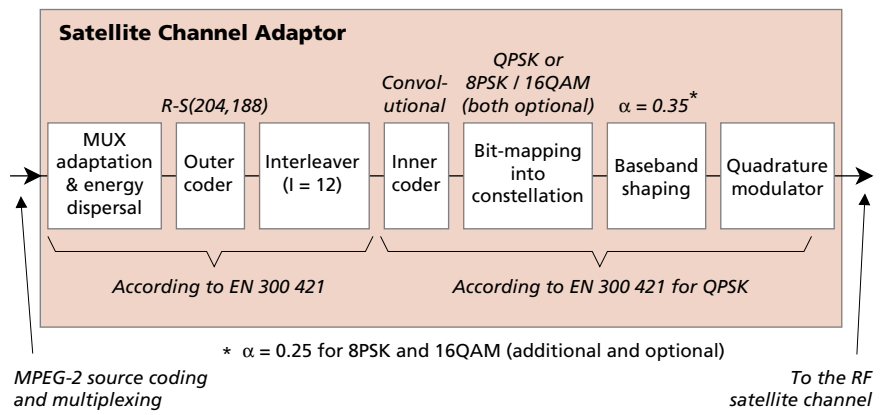 Satellite Channel Adaptor
QPSK or
8PSK / 16QAM
(both optional)
Convol-
utional
R-S(204,188)
α = 0.35*
MUX
adaptation
& energy
dispersal
Outer
coder
Interleaver
(I = 12)
Inner
coder
Bit-mapping
into
constellation
Baseband
shaping
Quadrature
modulator
According to EN 300 421
According to EN 300 421 for QPSK
* α = 0.25 for 8PSK and 16QAM (additional and optional)
MPEG-2 source coding
and multiplexing
To the RF
satellite channel